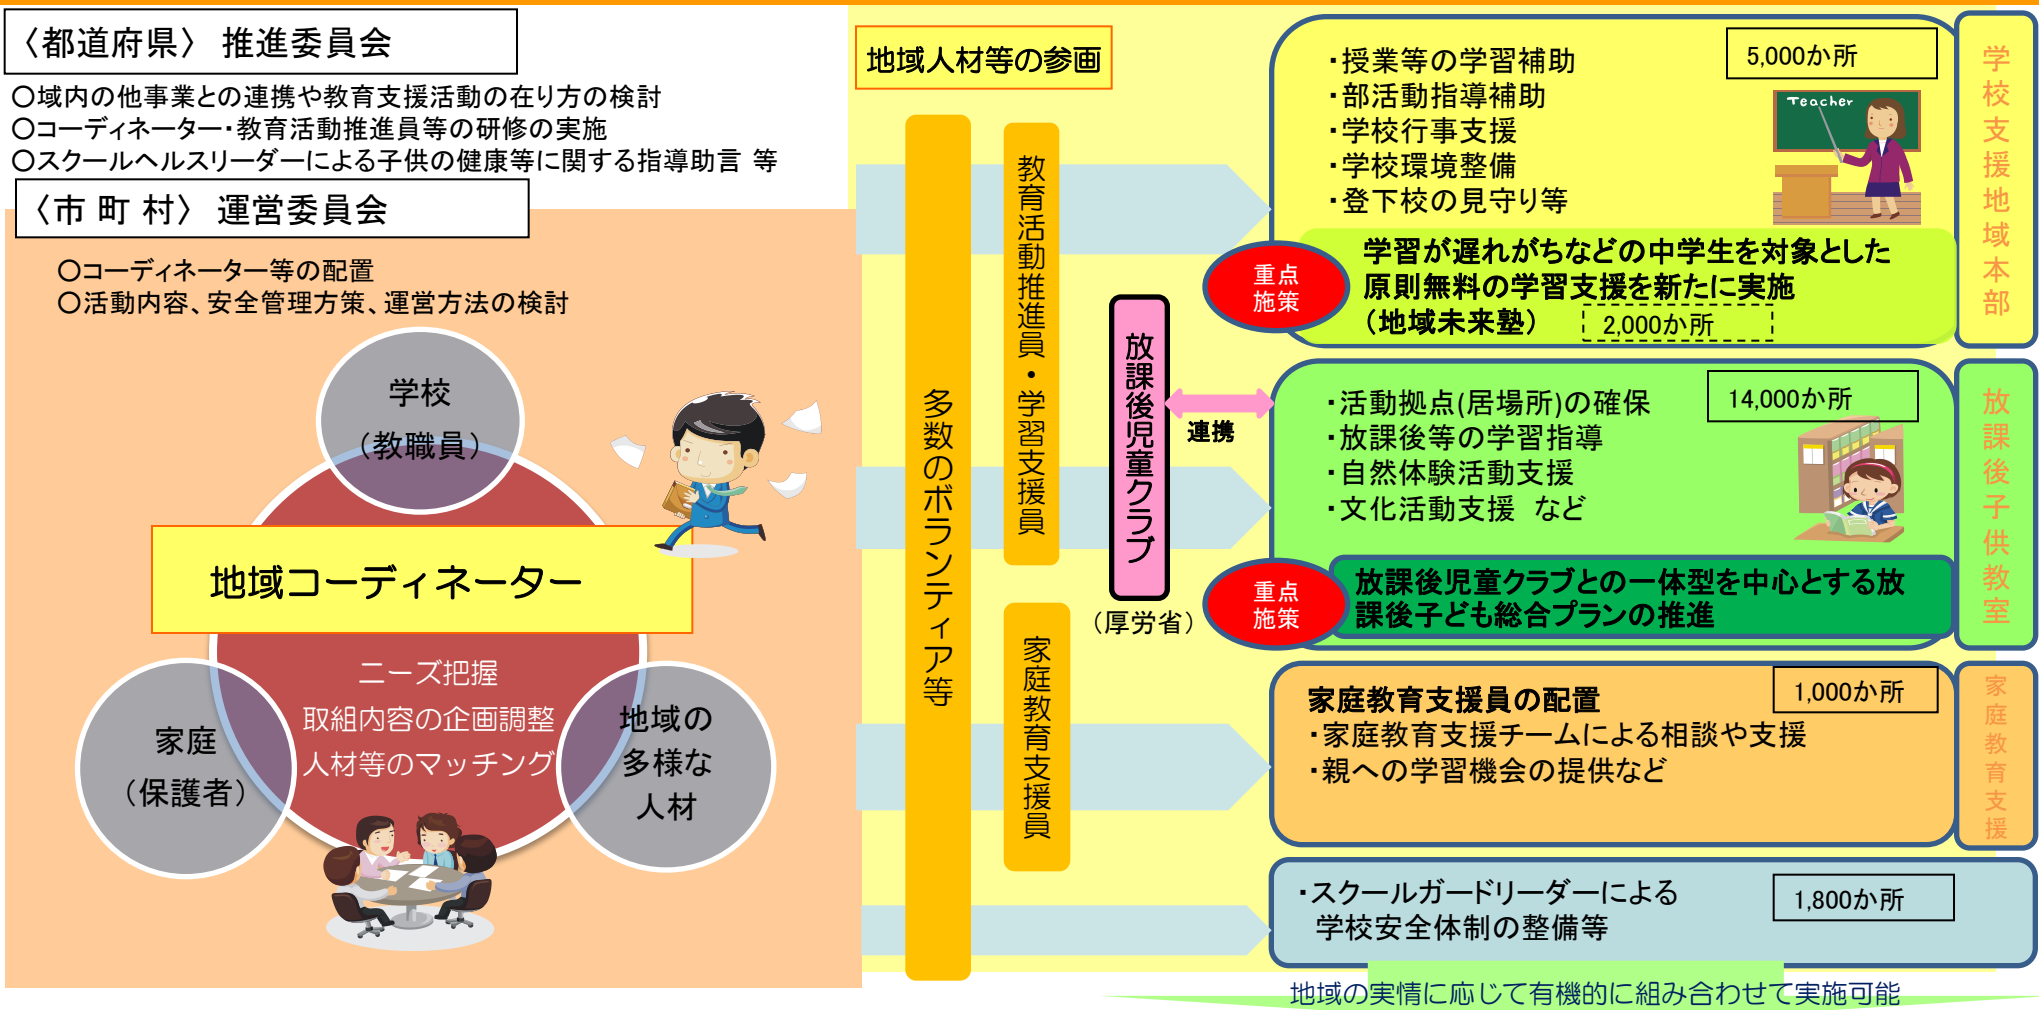 〈都道府県〉 推進委員会
○域内の他事業との連携や教育支援活動の在り方の検討
○コーディネーター・教育活動推進員等の研修の実施
○スクールヘルスリーダーによる子供の健康等に関する指導助言 等
〈市 町 村〉 運営委員会
○コーディネーター等の配置
○活動内容、安全管理方策、運営方法の検討
学校
（教職員）
地域コーディネーター
ニーズ把握
取組内容の企画調整
人材等のマッチング
家庭
（保護者）
地域の
多様な
人材
地域人材等の参画
多数のボランティア等
教育活動推進員・学習支援員
家庭教育支援員
放課後児童クラブ
（厚労省）
連携
・授業等の学習補助
・部活動指導補助
・学校行事支援
・学校環境整備
・登下校の見守り等
5,000か所
Teacher
重点
施策
学習が遅れがちなどの中学生を対象とした
原則無料の学習支援を新たに実施
（地域未来塾）
2,000か所
学校支援地域本部
・活動拠点(居場所)の確保
・放課後等の学習指導
・自然体験活動支援
・文化活動支援 など
14,000か所
重点
施策
放課後児童クラブとの一体型を中心とする放
課後子ども総合プランの推進
放課後子供教室
家庭教育支援員の配置
・家庭教育支援チームによる相談や支援
・親への学習機会の提供など
1,000か所
家庭教育支援
・スクールガードリーダーによる
学校安全体制の整備等
1,800か所
地域の実情に応じて有機的に組み合わせて実施可能